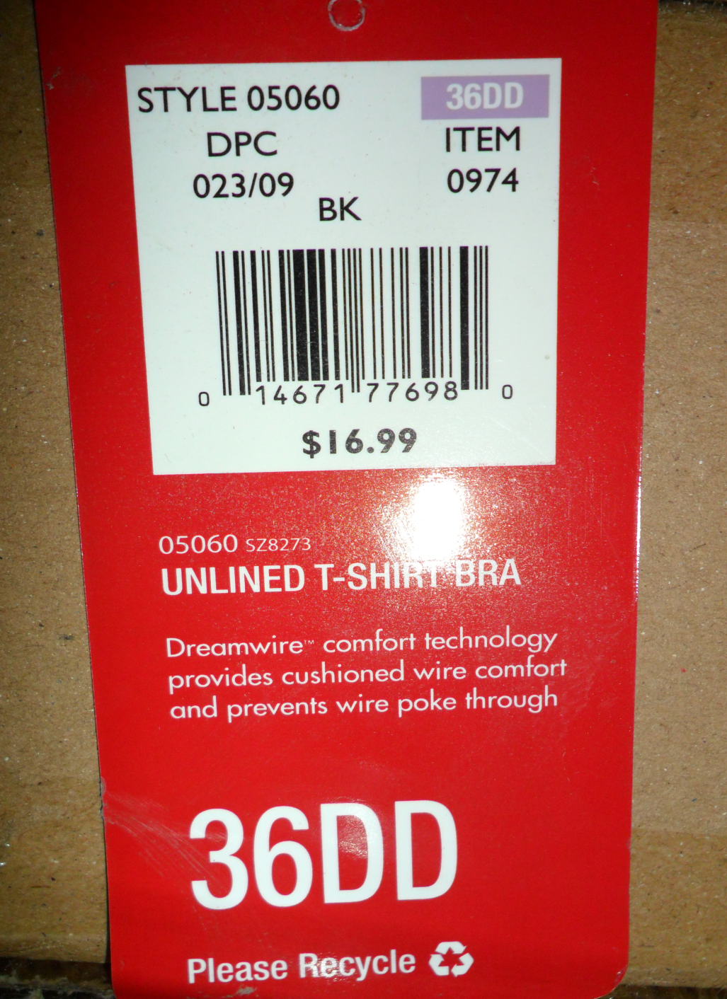 STYLE 05060 36DD
DPC ITEM
023/09 0974
BK
0 14671 77698 0
$16.99
05060 SZ8273
UNLINED T-SHIRT BRA
Dreamwire™ comfort technology
provides cushioned wire comfort
and prevents wire poke through
36DD
Please Recycle